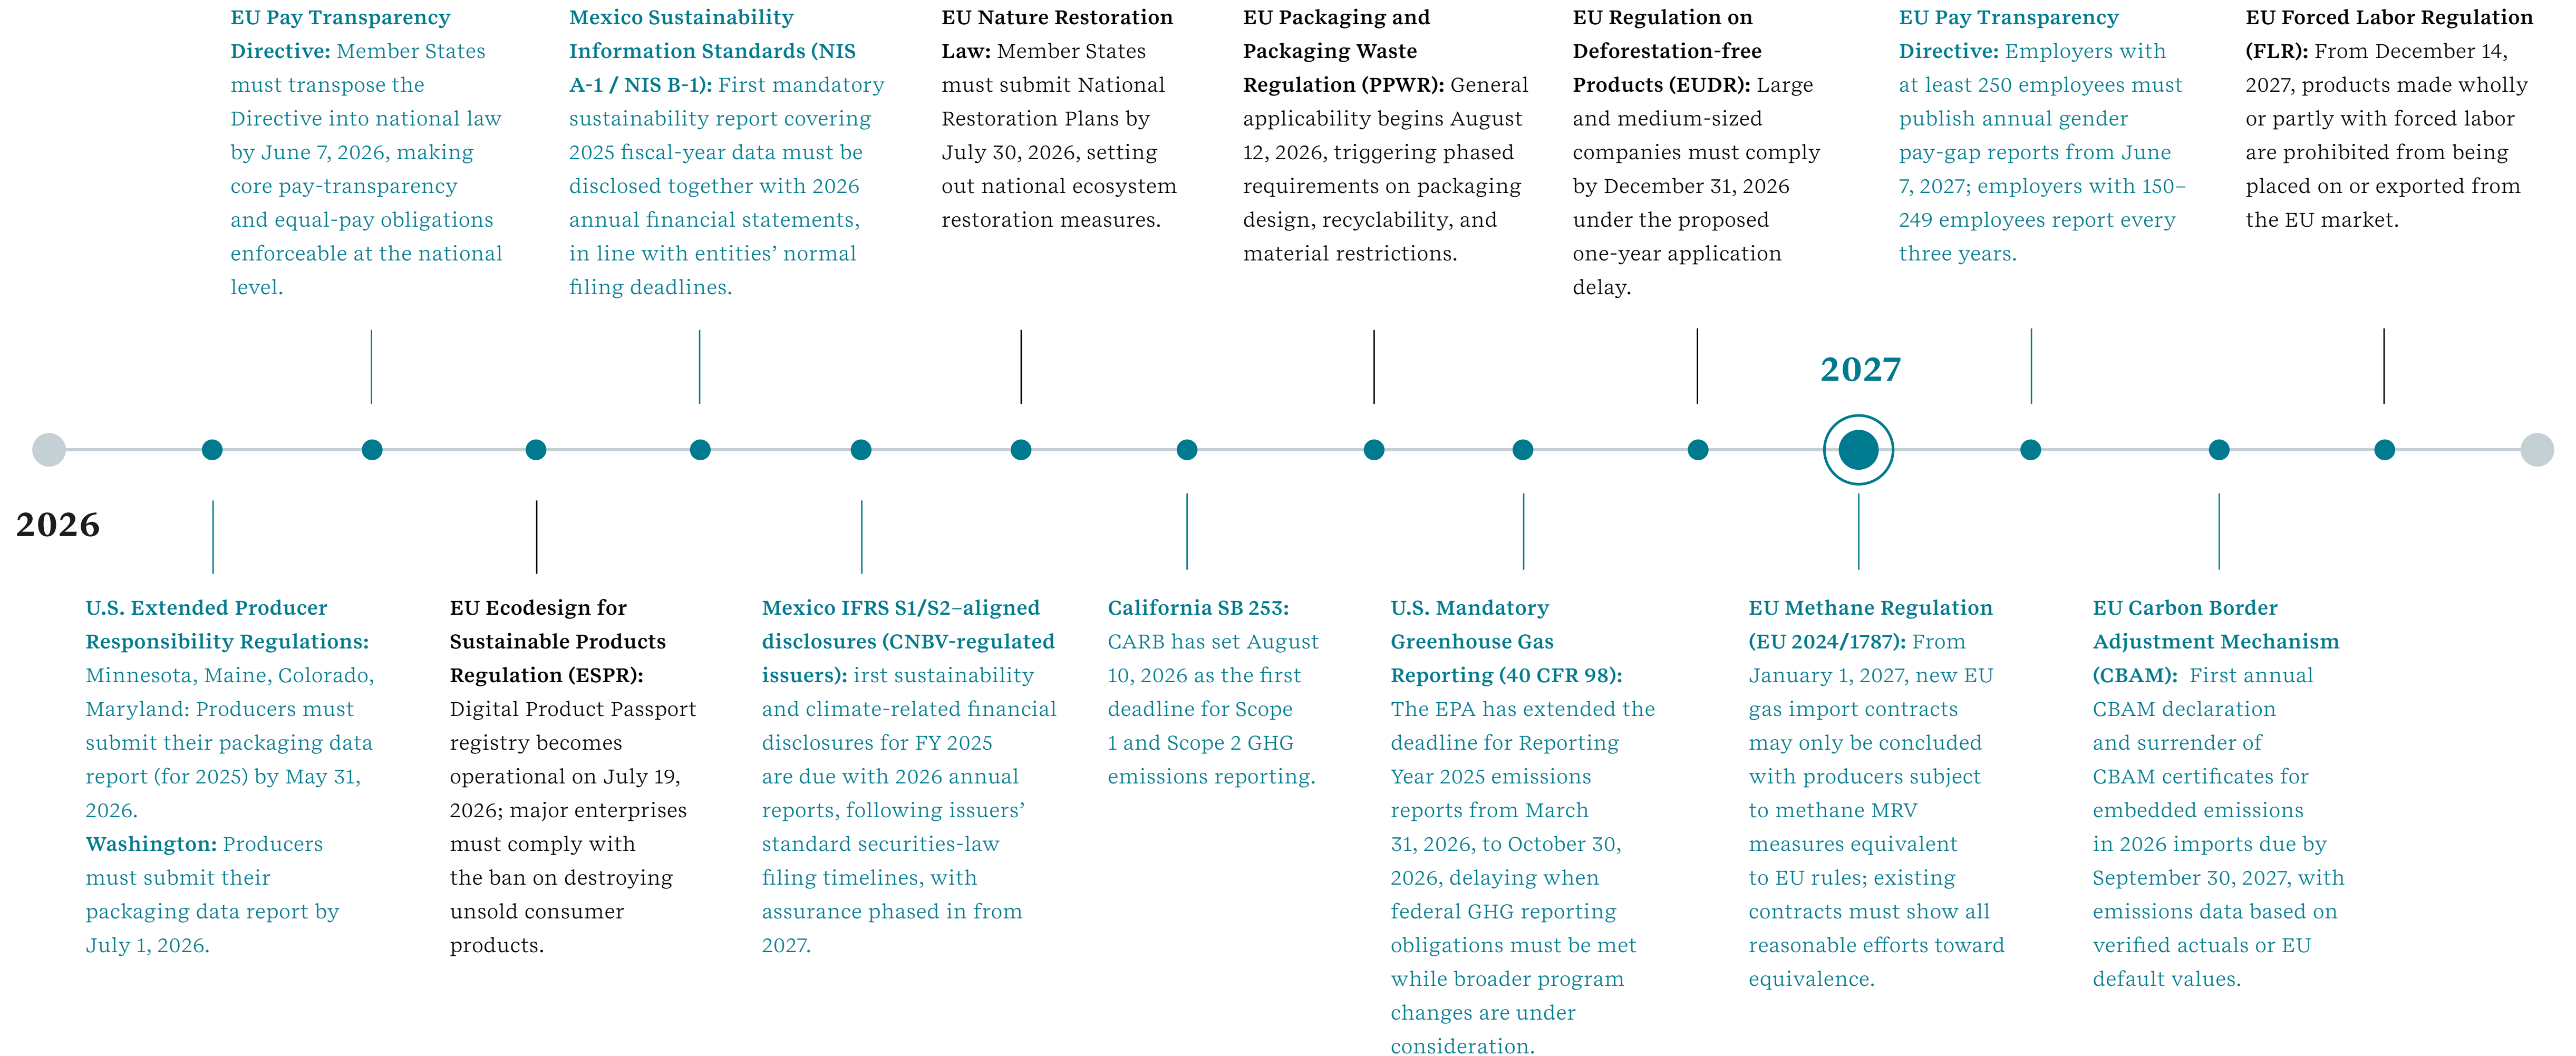 EU Pay Transparency
Directive: Member States
must transpose the
Directive into national law
by June 7, 2026, making
core pay-transparency
and equal-pay obligations
enforceable at the national
level.
Mexico Sustainability
Information Standards (NIS
A-1 / NIS B-1): First mandatory
sustainability report covering
2025 fiscal-year data must be
disclosed together with 2026
annual financial statements,
in line with entities’ normal
filing deadlines.
EU Nature Restoration
Law: Member States
must submit National
Restoration Plans by
July 30, 2026, setting
out national ecosystem
restoration measures.
EU Packaging and
Packaging Waste
Regulation (PPWR): General
applicability begins August
12, 2026, triggering phased
requirements on packaging
design, recyclability, and
material restrictions.
EU Regulation on
Deforestation-free
Products (EUDR): Large
and medium-sized
companies must comply
by December 31, 2026
under the proposed
one-year application
delay.
EU Pay Transparency
Directive: Employers with
at least 250 employees must
publish annual gender
pay-gap reports from June
7, 2027; employers with 150–
249 employees report every
three years.
EU Forced Labor Regulation
(FLR): From December 14,
2027, products made wholly
or partly with forced labor
are prohibited from being
placed on or exported from
the EU market.
2027
2026
U.S. Extended Producer
Responsibility Regulations:
Minnesota, Maine, Colorado,
Maryland: Producers must
submit their packaging data
report (for 2025) by May 31,
2026.
Washington: Producers
must submit their
packaging data report by
July 1, 2026.
EU Ecodesign for
Sustainable Products
Regulation (ESPR):
Digital Product Passport
registry becomes
operational on July 19,
2026; major enterprises
must comply with
the ban on destroying
unsold consumer
products.
Mexico IFRS S1/S2–aligned
disclosures (CNBV-regulated
issuers): irst sustainability
and climate-related financial
disclosures for FY 2025
are due with 2026 annual
reports, following issuers’
standard securities-law
filing timelines, with
assurance phased in from
2027.
California SB 253:
CARB has set August
10, 2026 as the first
deadline for Scope
1 and Scope 2 GHG
emissions reporting.
U.S. Mandatory
Greenhouse Gas
Reporting (40 CFR 98):
The EPA has extended the
deadline for Reporting
Year 2025 emissions
reports from March
31, 2026, to October 30,
2026, delaying when
federal GHG reporting
obligations must be met
while broader program
changes are under
consideration.
EU Methane Regulation
(EU 2024/1787): From
January 1, 2027, new EU
gas import contracts
may only be concluded
with producers subject
to methane MRV
measures equivalent
to EU rules; existing
contracts must show all
reasonable efforts toward
equivalence.
EU Carbon Border
Adjustment Mechanism
(CBAM): First annual
CBAM declaration
and surrender of
CBAM certificates for
embedded emissions
in 2026 imports due by
September 30, 2027, with
emissions data based on
verified actuals or EU
default values.